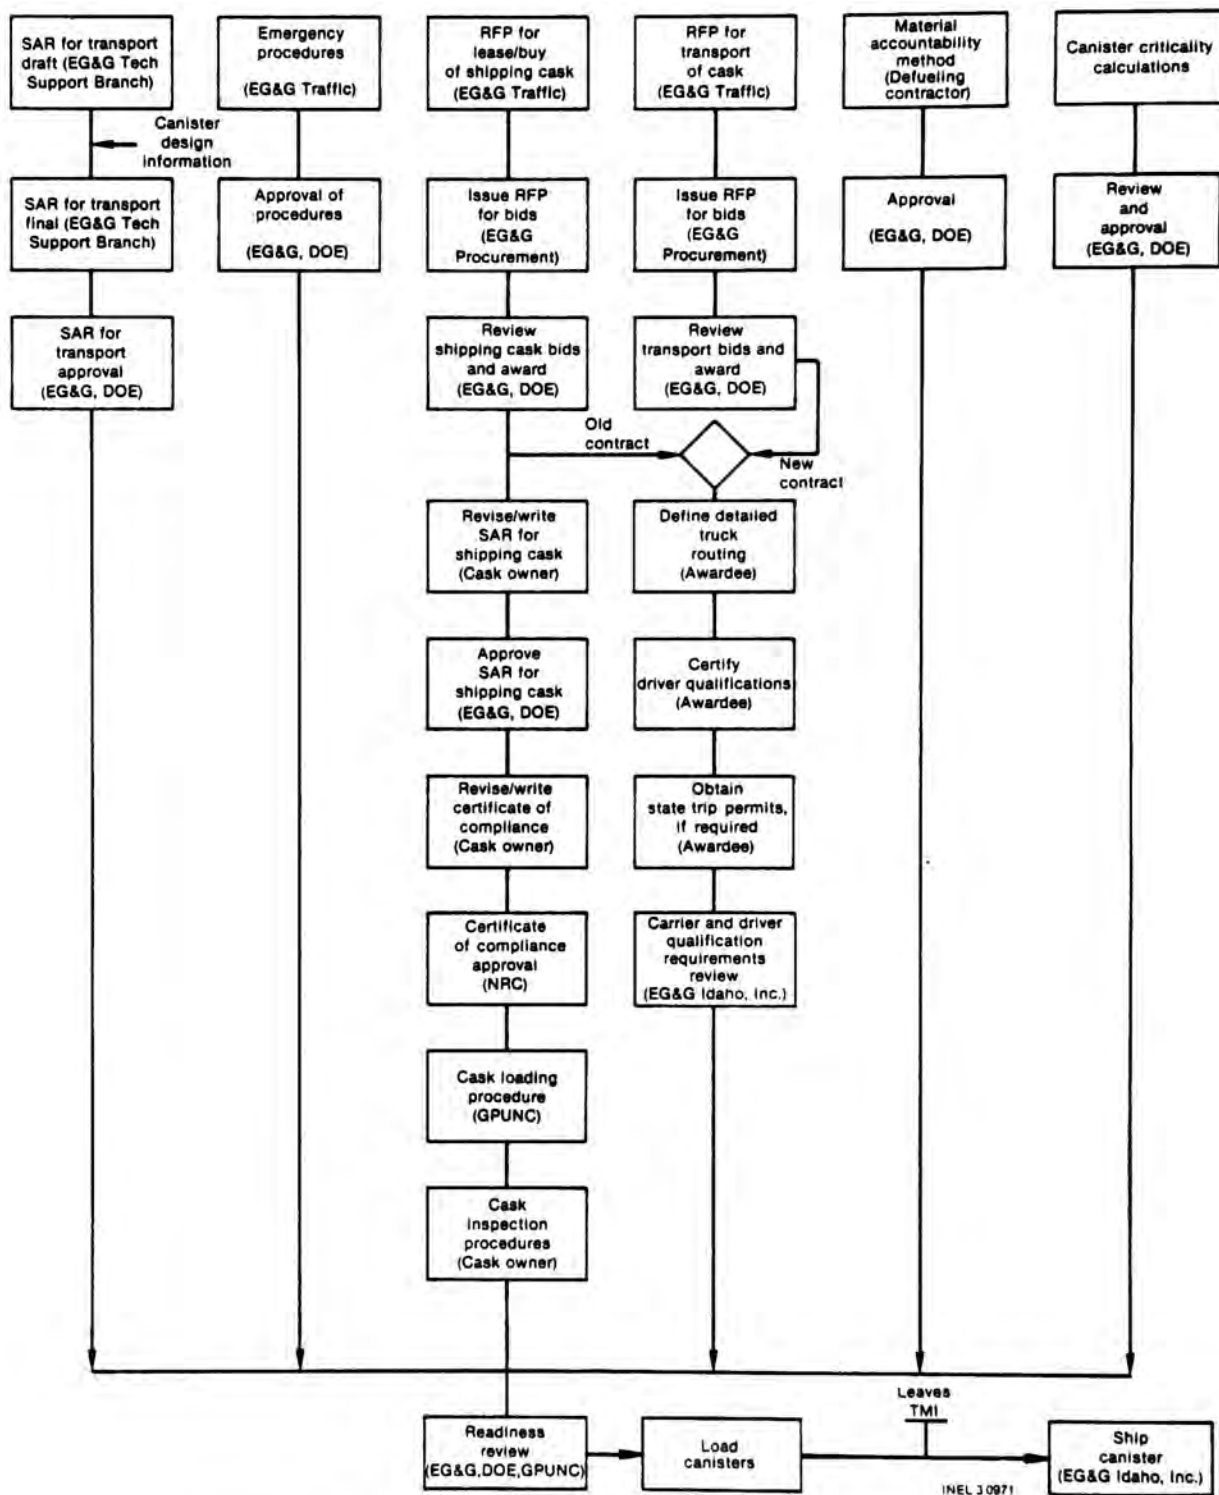 SAR for transport
draft (EG&G Tech
Support Branch)
Emergency
procedures
(EG&G Traffic)
RFP for
lease/buy
of shipping cask
(EG&G Traffic)
RFP for
transport
of cask
(EG&G Traffic)
Material
accountability
method
(Defueling
contractor)
Canister criticality
calculations
Canister
design
information
SAR for transport
final (EG&G Tech
Support Branch)
Approval of
procedures
(EG&G, DOE)
Issue RFP
for bids
(EG&G
Procurement)
Issue RFP
for bids
(EG&G
Procurement)
Approval
(EG&G, DOE)
Review
and
approval
(EG&G, DOE)
SAR for
transport
approval
(EG&G, DOE)
Review
shipping cask bids
and award
(EG&G, DOE)
Review
transport bids and
award
(EG&G, DOE)
Old
contract
New
contract
Revise/write
SAR for
shipping cask
(Cask owner)
Define detailed
truck
routing
(Awardee)
Approve
SAR for
shipping cask
(EG&G, DOE)
Certify
driver qualifications
(Awardee)
Revise/write
certificate of
compliance
(Cask owner)
Obtain
state trip permits,
if required
(Awardee)
Certificate
of compliance
approval
(NRC)
Carrier and driver
qualification
requirements
review
(EG&G Idaho, Inc.)
Cask loading
procedure
(GPUNC)
Cask
inspection
procedures
(Cask owner)
Leaves
TMI
Readiness
review
(EG&G,DOE,GPUNC)
Load
canisters
Ship
canister
(EG&G Idaho, Inc.)
INEL 3 0971